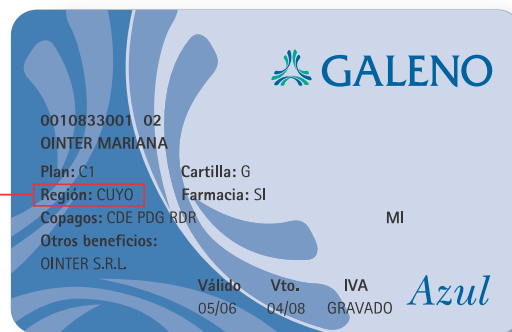 GALENO
0010833001 02
OINTER MARIANA
Plan: C1 Cartilla: G
Región: CUYO Farmacia: SI
Copagos: CDE PDG RDR MI
Otros beneficios:
OINTER S.R.L.
Válido Vto. IVA
05/06 04/08 GRAVADO
Azul